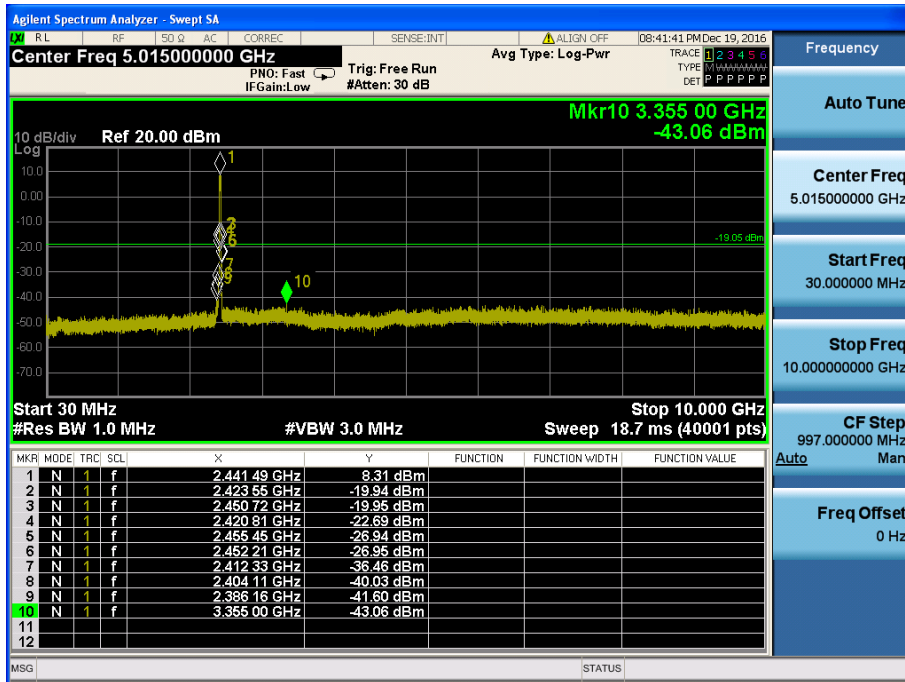 Agilent Spectrum Analyzer - Swept SA
LXI RL RF 50 Ω AC CORREC SENSE:INT ALIGN OFF 08:41:41 PM Dec 19, 2016
Center Freq 5.015000000 GHz
PNO: Fast
IFGain:Low
Trig: Free Run
#Atten: 30 dB
Avg Type: Log-Pwr
TRACE 1 2 3 4 5 6
TYPE M
DET P P P P P P
Mkr10 3.355 00 GHz
-43.06 dBm
10 dB/div Ref 20.00 dBm
Log
10.0
0.00
-10.0
-20.0
-30.0
-40.0
-50.0
-60.0
-70.0
1
6
7
9
10
-19.05 dBm
Start 30 MHz Stop 10.000 GHz
#Res BW 1.0 MHz #VBW 3.0 MHz Sweep 18.7 ms (40001 pts)
MKR MODE TRC SCL X Y FUNCTION FUNCTION WIDTH FUNCTION VALUE
1 N 1 f 2.441 49 GHz 8.31 dBm
2 N 1 f 2.423 55 GHz -19.94 dBm
3 N 1 f 2.450 72 GHz -19.95 dBm
4 N 1 f 2.420 81 GHz -22.69 dBm
5 N 1 f 2.455 45 GHz -26.94 dBm
6 N 1 f 2.452 21 GHz -26.95 dBm
7 N 1 f 2.412 33 GHz -36.46 dBm
8 N 1 f 2.404 11 GHz -40.03 dBm
9 N 1 f 2.386 16 GHz -41.60 dBm
10 N 1 f 3.355 00 GHz -43.06 dBm
11
12
MSG STATUS
Frequency
Auto Tune
Center Freq
5.015000000 GHz
Start Freq
30.000000 MHz
Stop Freq
10.000000000 GHz
CF Step
997.000000 MHz
Auto Man
Freq Offset
0 Hz